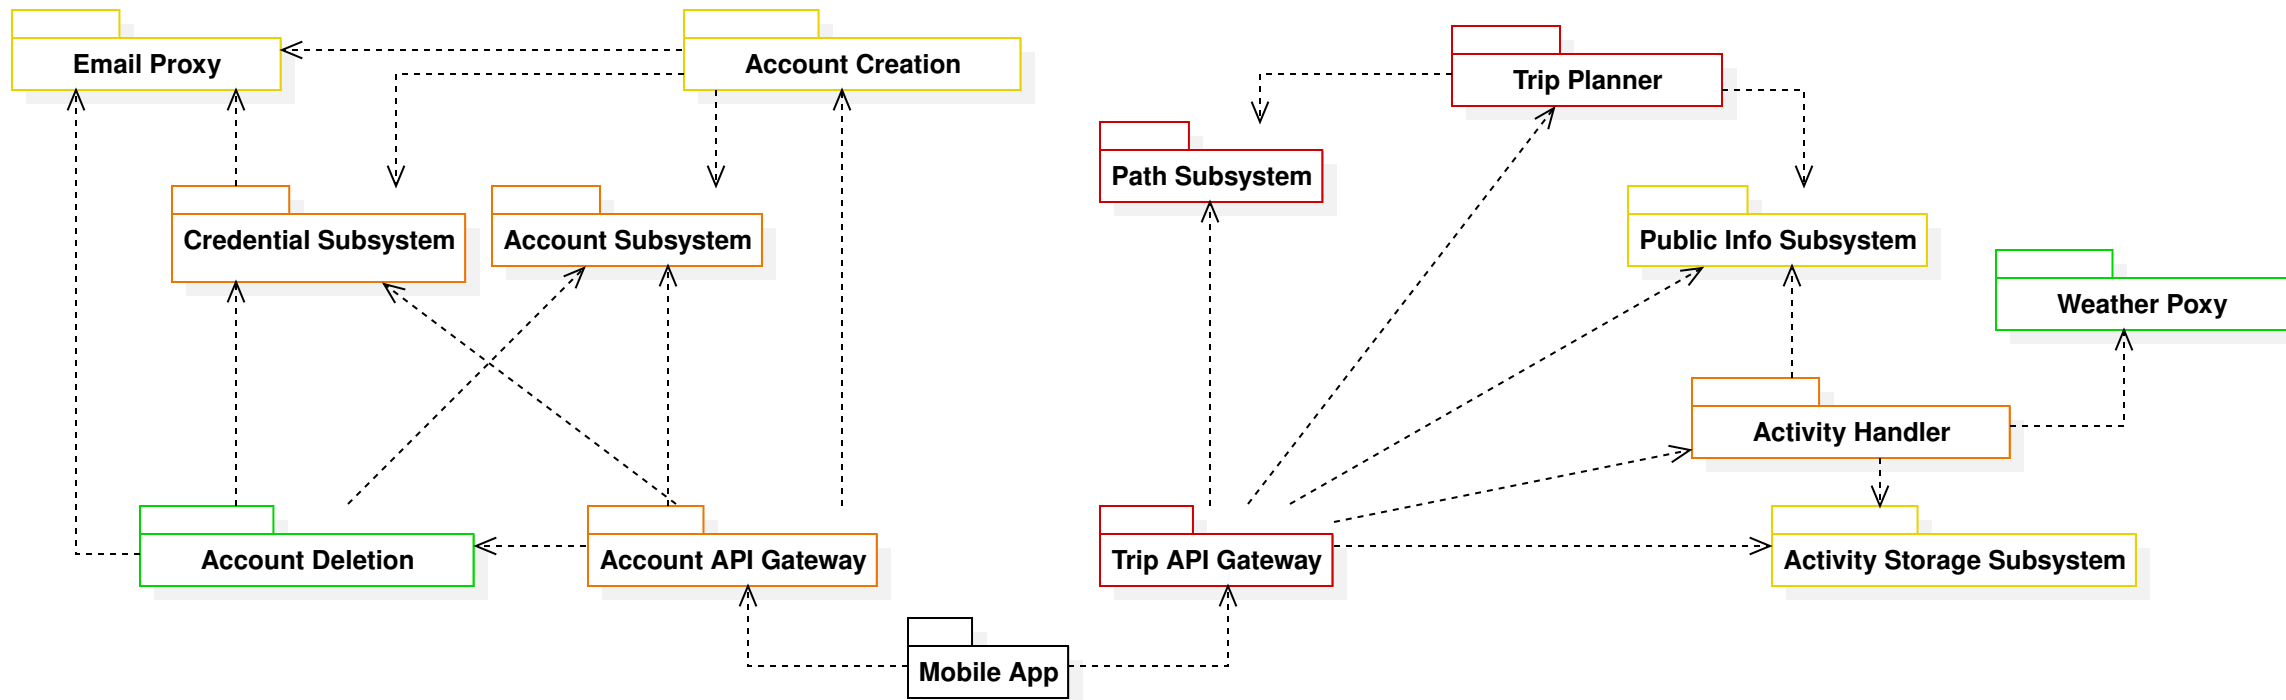 Email Proxy
Account Creation
Trip Planner
Path Subsystem
Credential Subsystem
Account Subsystem
Public Info Subsystem
Weather Poxy
Activity Handler
Account Deletion
Account API Gateway
Trip API Gateway
Activity Storage Subsystem
Mobile App